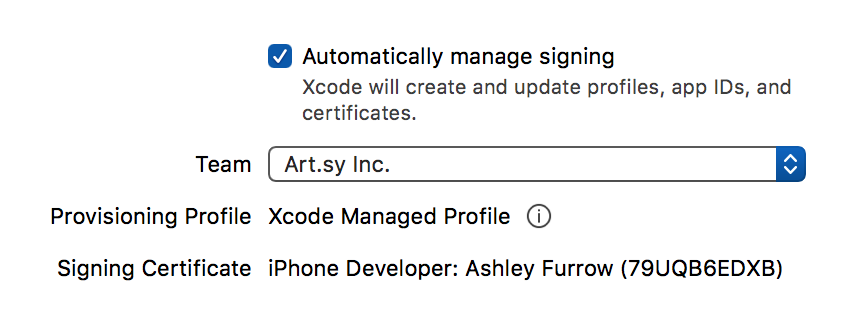 Automatically manage signing
Xcode will create and update profiles, app IDs, and
certificates.
Team Art.sy Inc.
Provisioning Profile Xcode Managed Profile
Signing Certificate iPhone Developer: Ashley Furrow (79UQB6EDXB)